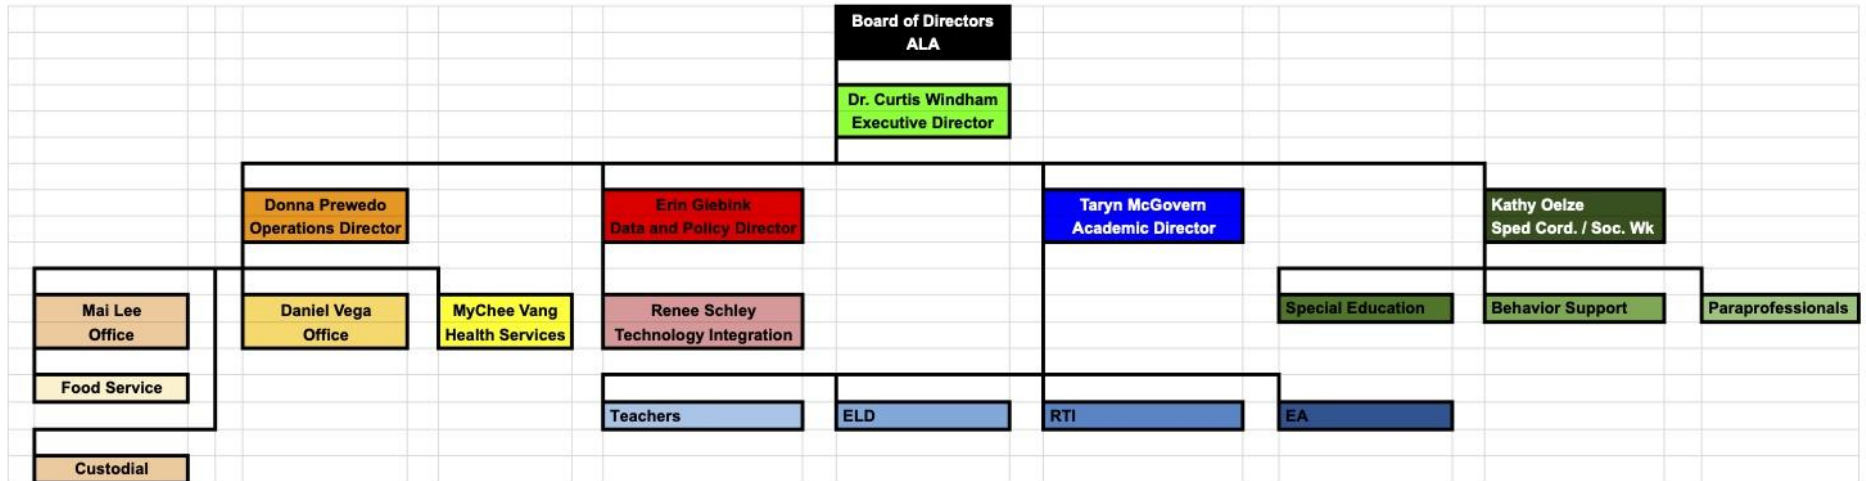 Board of Directors
ALA
Dr. Curtis Windham
Executive Director
Donna Prewedo
Operations Director
Erin Giebink
Data and Policy Director
Taryn McGovern
Academic Director
Kathy Oelze
Sped Cord. / Soc. Wk
Mai Lee
Office
Daniel Vega
Office
MyChee Vang
Health Services
Renee Schley
Technology Integration
Special Education
Behavior Support
Paraprofessionals
Food Service
Teachers
ELD
RTI
EA
Custodial